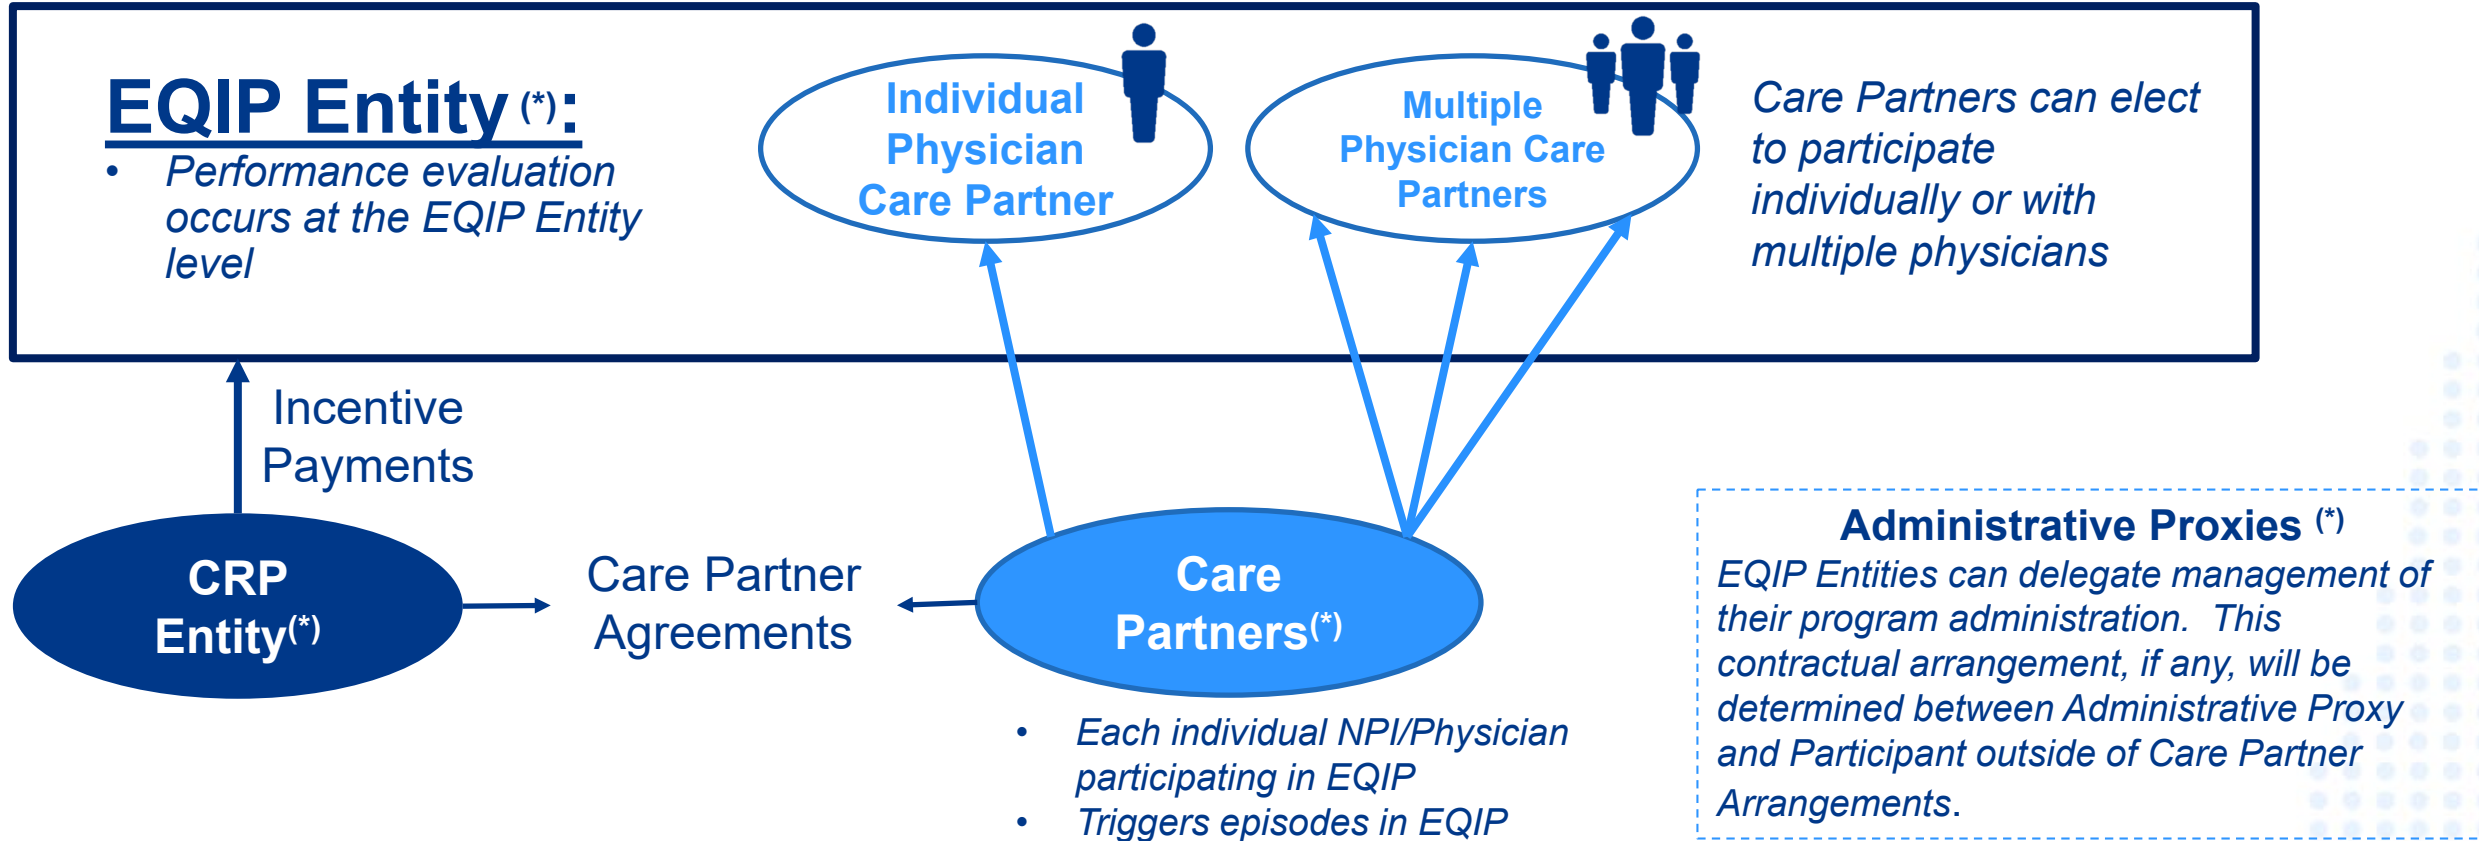 EQIP Entity (*):
• Performance evaluation
occurs at the EQIP Entity
level
Individual
Physician
Care Partner
Multiple
Physician Care
Partners
Care Partners can elect
to participate
individually or with
multiple physicians
Incentive
Payments
CRP
Entity(*)
Care Partner
Agreements
Care
Partners(*)
• Each individual NPI/Physician
participating in EQIP
• Triggers episodes in EQIP
Administrative Proxies (*)
EQIP Entities can delegate management of
their program administration. This
contractual arrangement, if any, will be
determined between Administrative Proxy
and Participant outside of Care Partner
Arrangements.